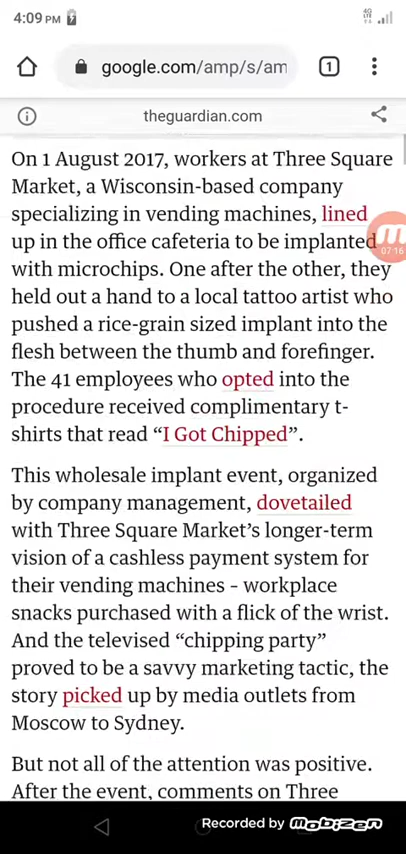 4:09 PM
4G
LTE
google.com/amp/s/am
1
theguardian.com
On 1 August 2017, workers at Three Square
Market, a Wisconsin-based company
specializing in vending machines, lined
up in the office cafeteria to be implanted
07:16
with microchips. One after the other, they
held out a hand to a local tattoo artist who
pushed a rice-grain sized implant into the
flesh between the thumb and forefinger.
The 41 employees who opted into the
procedure received complimentary t-
shirts that read “I Got Chipped”.
This wholesale implant event, organized
by company management, dovetailed
with Three Square Market’s longer-term
vision of a cashless payment system for
their vending machines – workplace
snacks purchased with a flick of the wrist.
And the televised “chipping party”
proved to be a savvy marketing tactic, the
story picked up by media outlets from
Moscow to Sydney.
But not all of the attention was positive.
After the event, comments on Three
Recorded by Mobizen